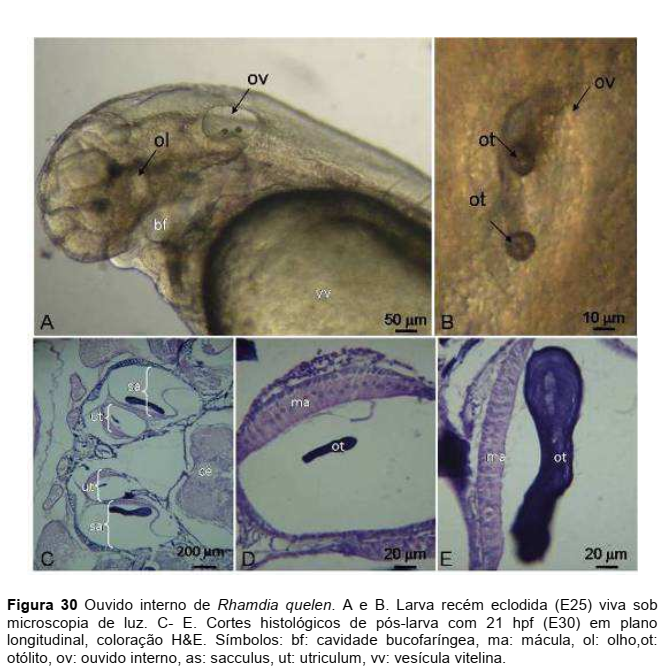 ov
ol
bf
vv
50 µm
A
ov
ot
ot
10 µm
B
sa
ut
ce
ut
sa
C
200 µm
ma
ot
D
20 µm
ma
ot
E
20 µm
Figura 30 Ouvido interno de Rhamdia quelen. A e B. Larva recém eclodida (E25) viva sob
microscopia de luz. C- E. Cortes histológicos de pós-larva com 21 hpf (E30) em plano
longitudinal, coloração H&E. Símbolos: bf: cavidade bucofaríngea, ma: mácula, ol: olho,ot:
otólito, ov: ouvido interno, as: sacculus, ut: utriculum, vv: vesícula vitelina.